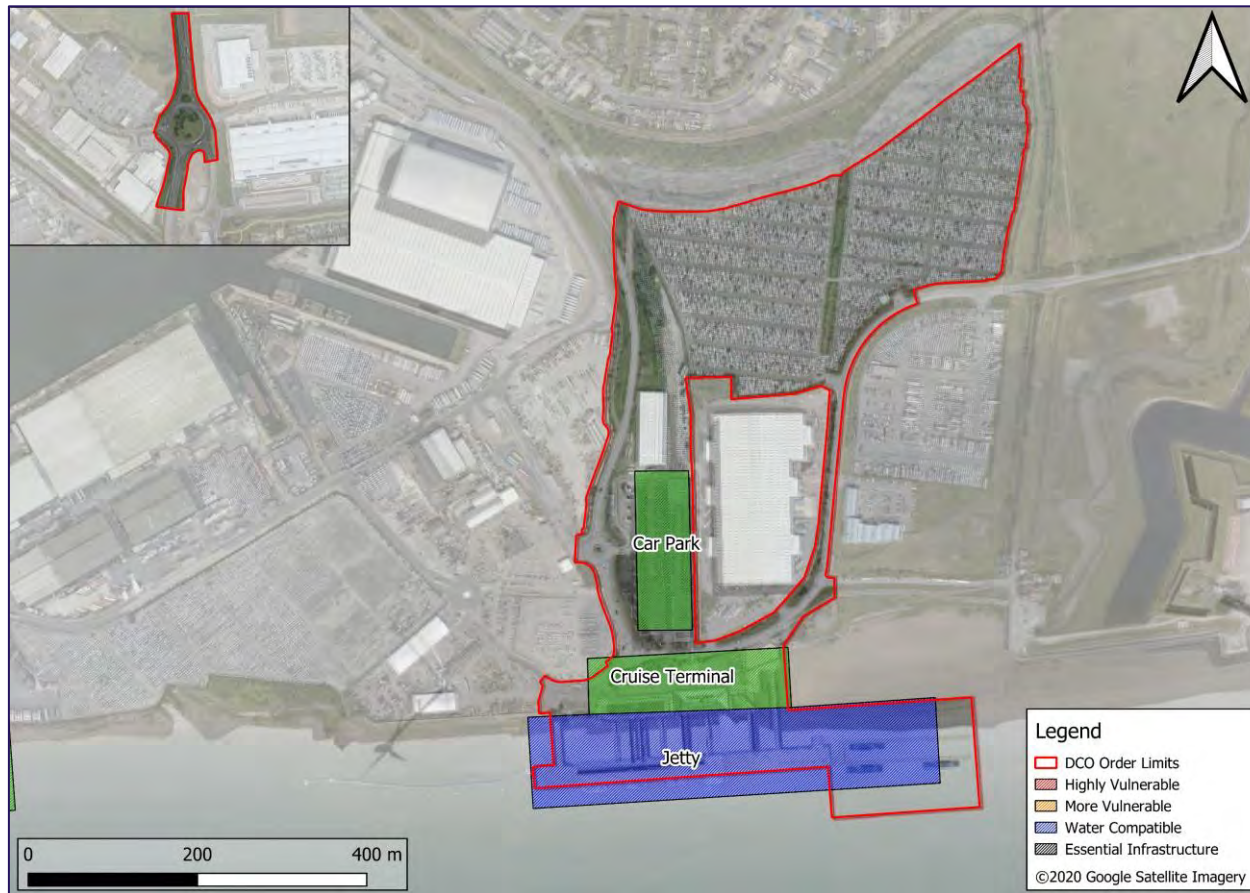 Car Park
Cruise Terminal
Jetty
Legend
DCO Order Limits
Highly Vulnerable
More Vulnerable
Water Compatible
Essential Infrastructure
©2020 Google Satellite Imagery
0 200 400 m